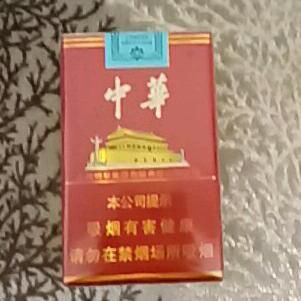 中華
本公司提示
吸烟有害健康
请勿在禁烟场所吸烟